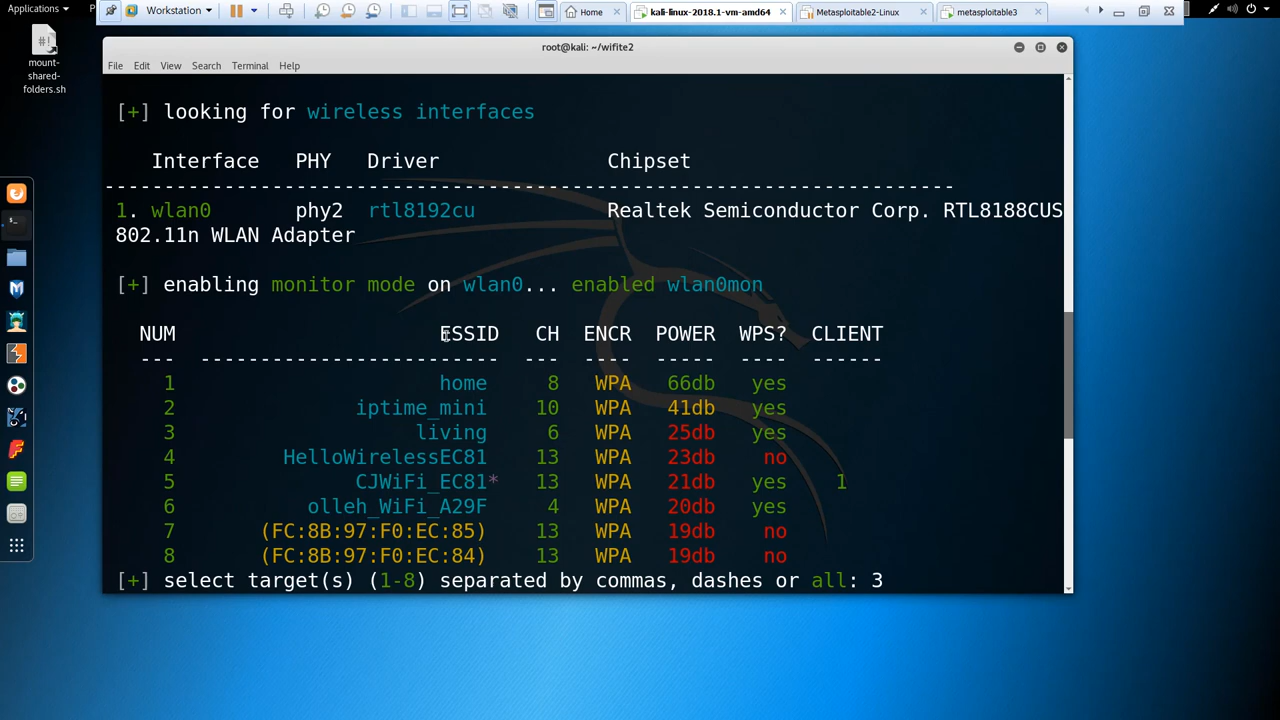 Applications
P
Workstation
Home
kali-linux-2018.1-vm-amd64
Metasploitable2-Linux
metasploitable3
#!
mount-
shared-
folders.sh
root@kali: ~/wifite2
File Edit View Search Terminal Help
[+] looking for wireless interfaces
Interface PHY Driver Chipset
-----------------------------------------------------------------------
1. wlan0 phy2 rtl8192cu Realtek Semiconductor Corp. RTL8188CUS
802.11n WLAN Adapter
[+] enabling monitor mode on wlan0... enabled wlan0mon
NUM ESSID CH ENCR POWER WPS? CLIENT
--- ------------------------- --- ---- ---- ---- ------
1 home 8 WPA 66db yes
2 iptime_mini 10 WPA 41db yes
3 living 6 WPA 25db yes
4 HelloWirelessEC81 13 WPA 23db no
5 CJWiFi_EC81* 13 WPA 21db yes 1
6 olleh_WiFi_A29F 4 WPA 20db yes
7 (FC:8B:97:F0:EC:85) 13 WPA 19db no
8 (FC:8B:97:F0:EC:84) 13 WPA 19db no
[+] select target(s) (1-8) separated by commas, dashes or all: 3